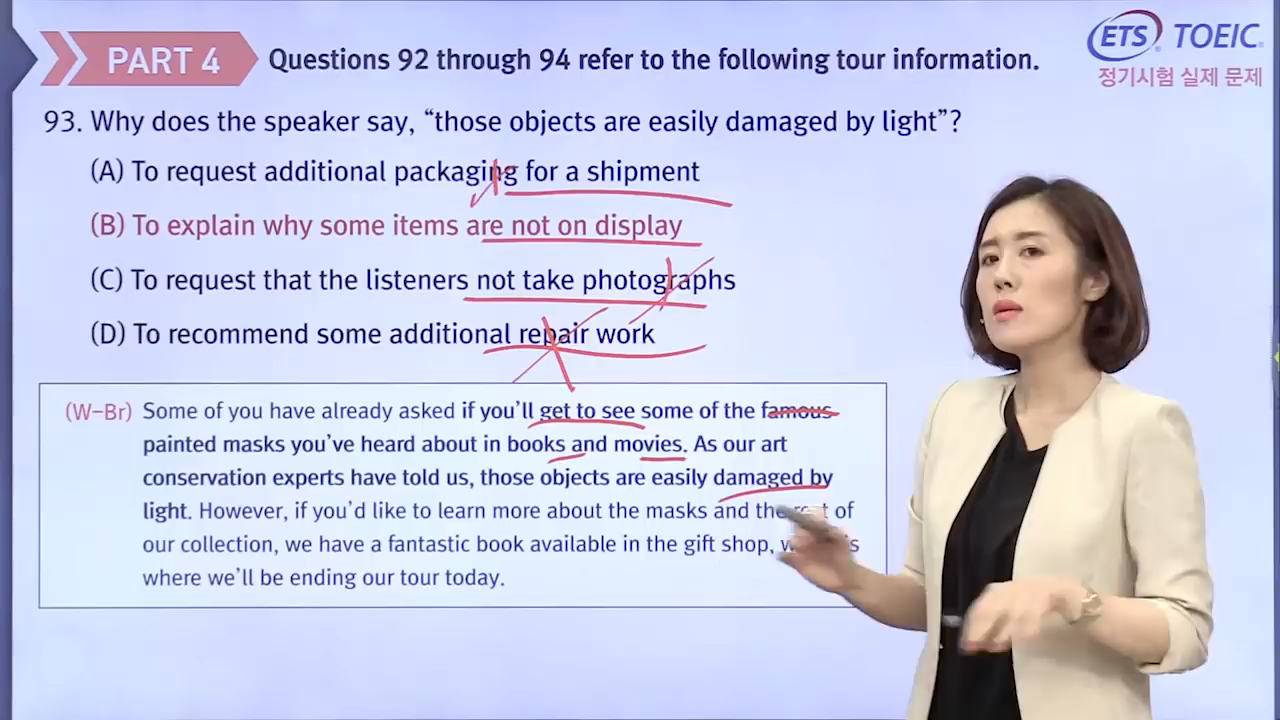 PART 4
Questions 92 through 94 refer to the following tour information.
ETS TOEIC
정기시험 실제 문제
93. Why does the speaker say, “those objects are easily damaged by light”?
(A) To request additional packaging for a shipment
(B) To explain why some items are not on display
(C) To request that the listeners not take photographs
(D) To recommend some additional repair work
(W-Br) Some of you have already asked if you’ll get to see some of the famous
painted masks you’ve heard about in books and movies. As our art
conservation experts have told us, those objects are easily damaged by
light. However, if you’d like to learn more about the masks and the of
our collection, we have a fantastic book available in the gift shop,
where we’ll be ending our tour today.